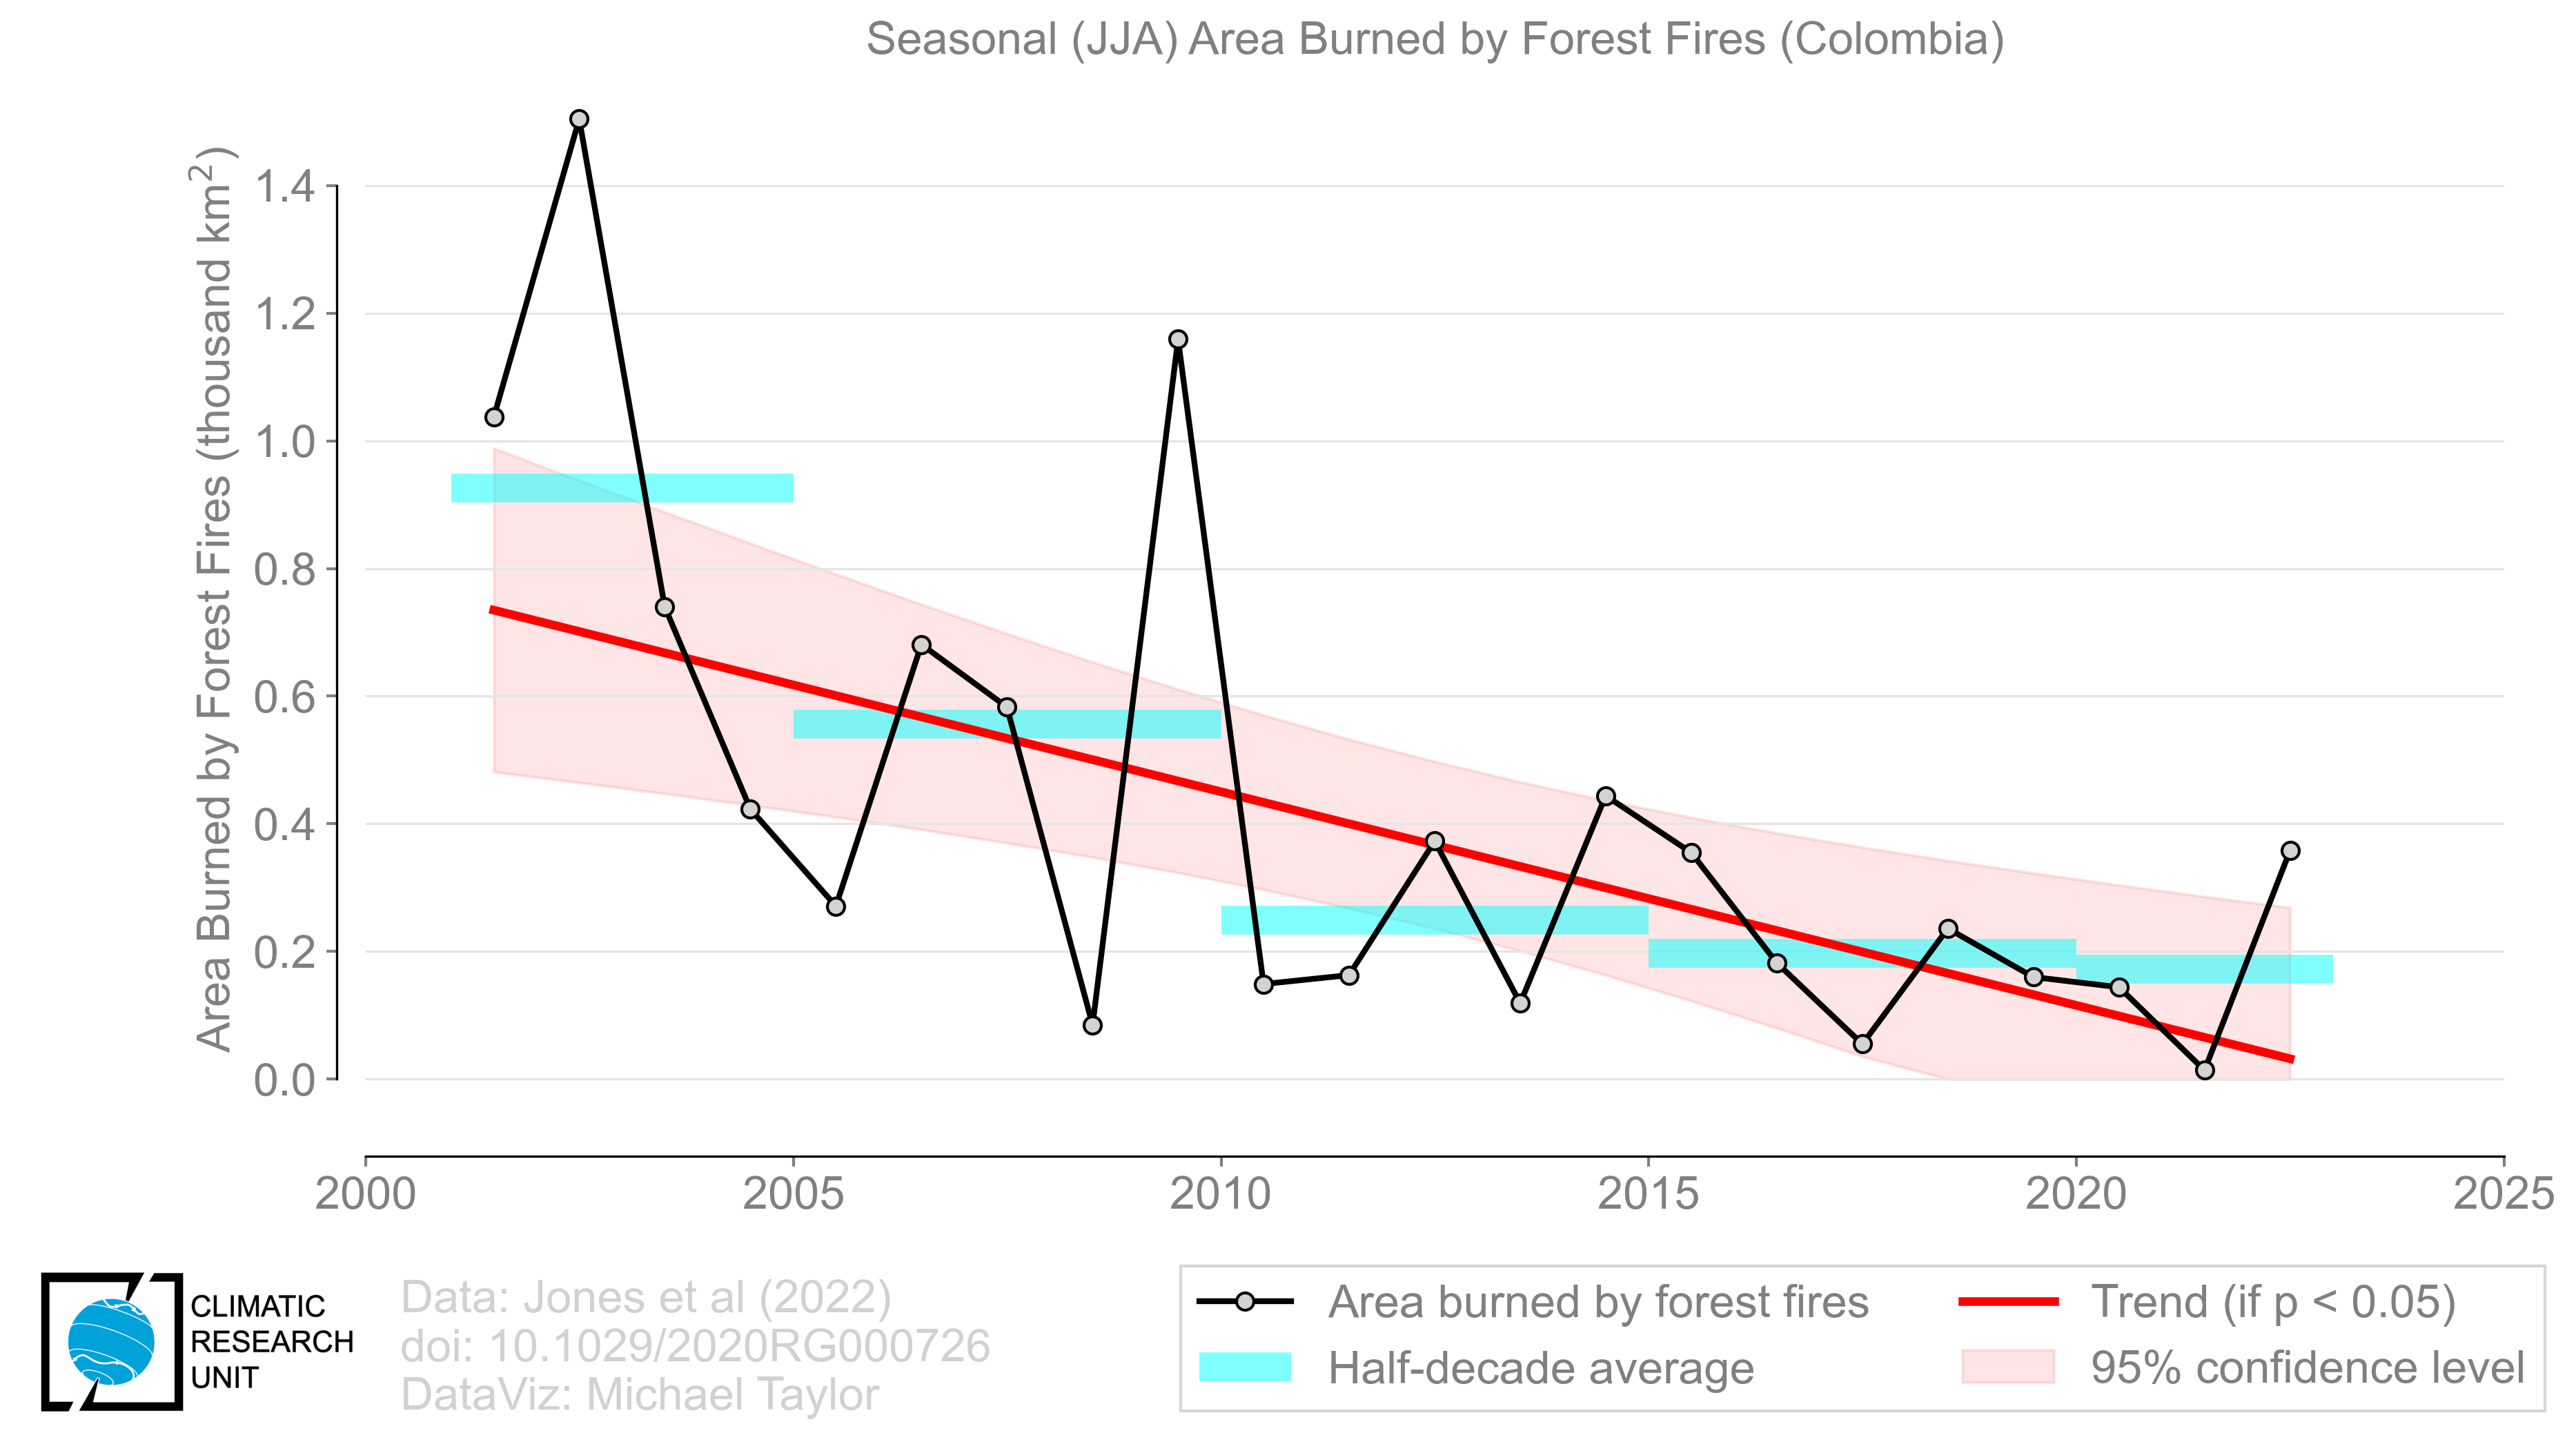 Seasonal (JJA) Area Burned by Forest Fires (Colombia)
Area Burned by Forest Fires (thousand km²)
1.4
1.2
1.0
0.8
0.6
0.4
0.2
0.0
2000 2005 2010 2015 2020 2025
CLIMATIC
RESEARCH
UNIT
Data: Jones et al (2022)
doi: 10.1029/2020RG000726
DataViz: Michael Taylor
Area burned by forest fires
Half-decade average
Trend (if p < 0.05)
95% confidence level